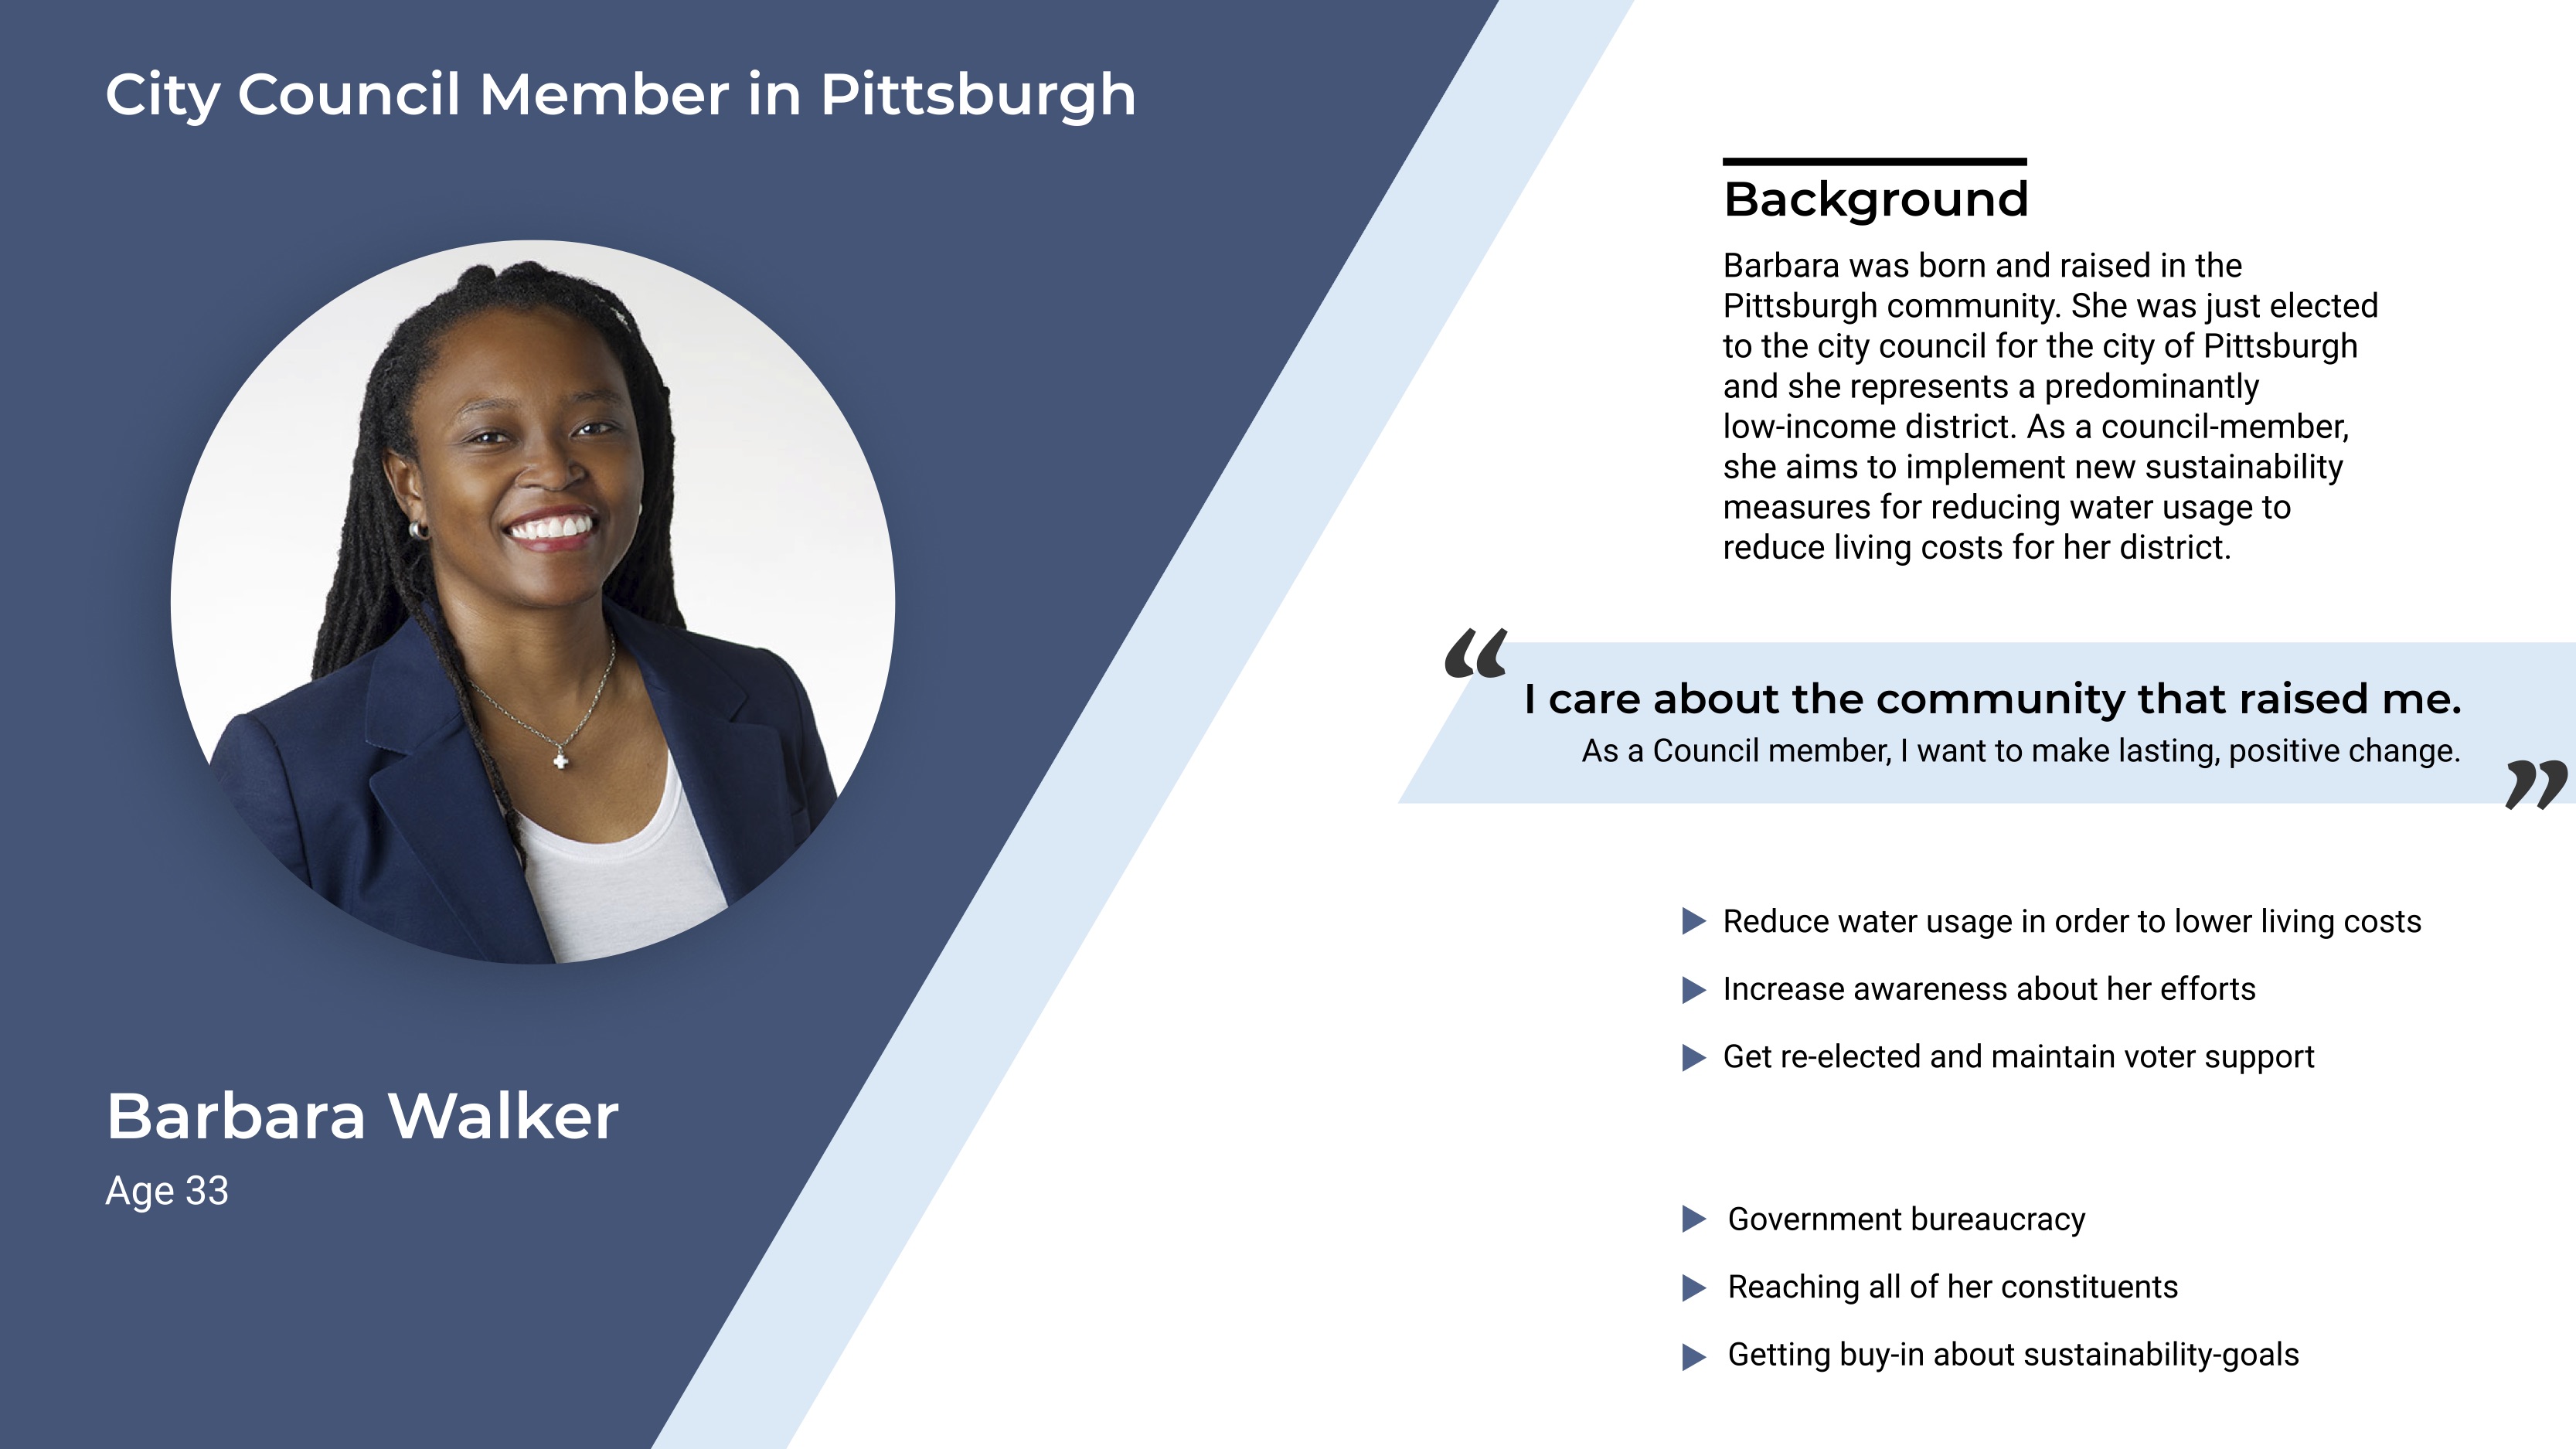 City Council Member in Pittsburgh
Barbara Walker
Age 33
Background
Barbara was born and raised in the
Pittsburgh community. She was just elected
to the city council for the city of Pittsburgh
and she represents a predominantly
low-income district. As a council-member,
she aims to implement new sustainability
measures for reducing water usage to
reduce living costs for her district.
“I care about the community that raised me.
As a Council member, I want to make lasting, positive change.”
Reduce water usage in order to lower living costs
Increase awareness about her efforts
Get re-elected and maintain voter support
Government bureaucracy
Reaching all of her constituents
Getting buy-in about sustainability-goals